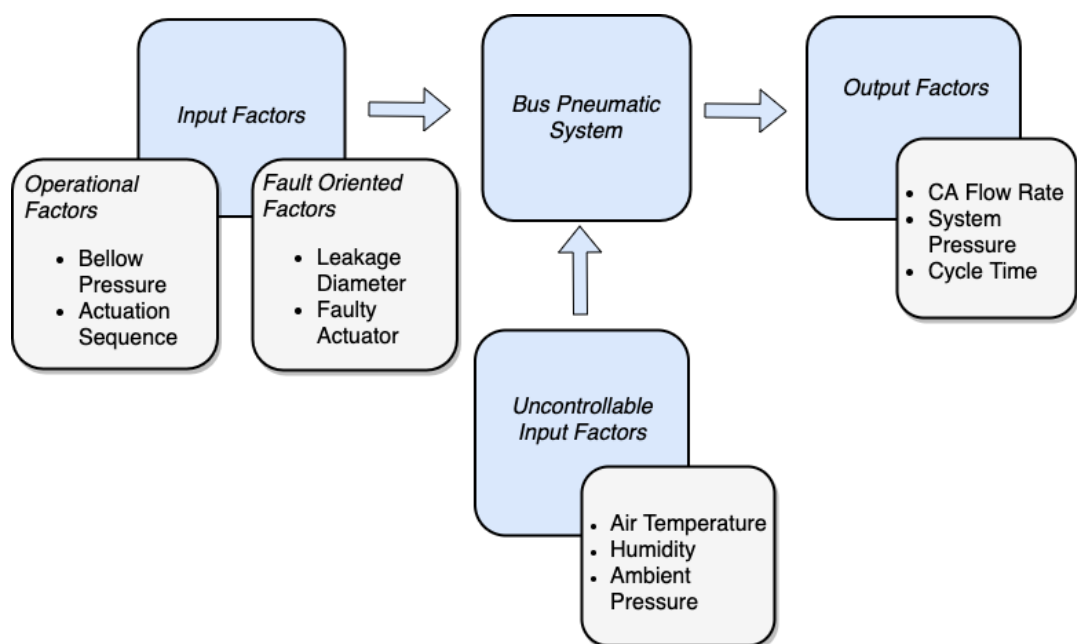 Input Factors
Operational
Factors
• Bellow
Pressure
• Actuation
Sequence
Fault Oriented
Factors
• Leakage
Diameter
• Faulty
Actuator
Bus Pneumatic
System
Output Factors
• CA Flow Rate
• System
Pressure
• Cycle Time
Uncontrollable
Input Factors
• Air Temperature
• Humidity
• Ambient
Pressure